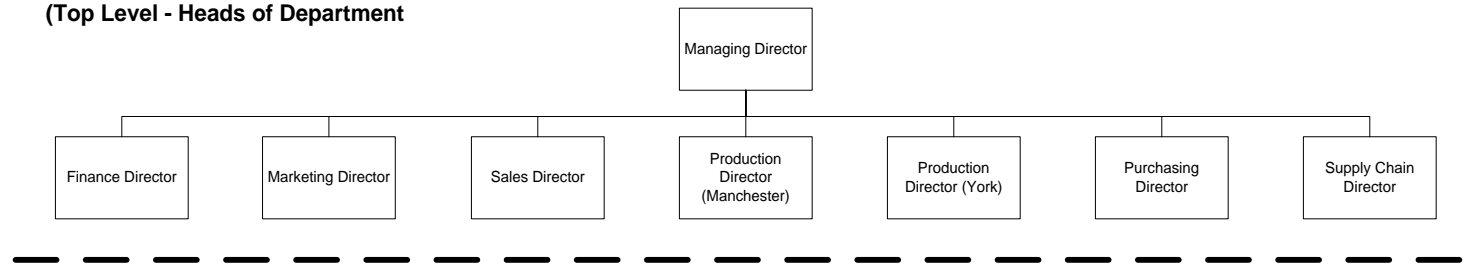 (Top Level - Heads of Department
Managing Director
Finance Director
Marketing Director
Sales Director
Production
Director
(Manchester)
Production
Director (York)
Purchasing
Director
Supply Chain
Director